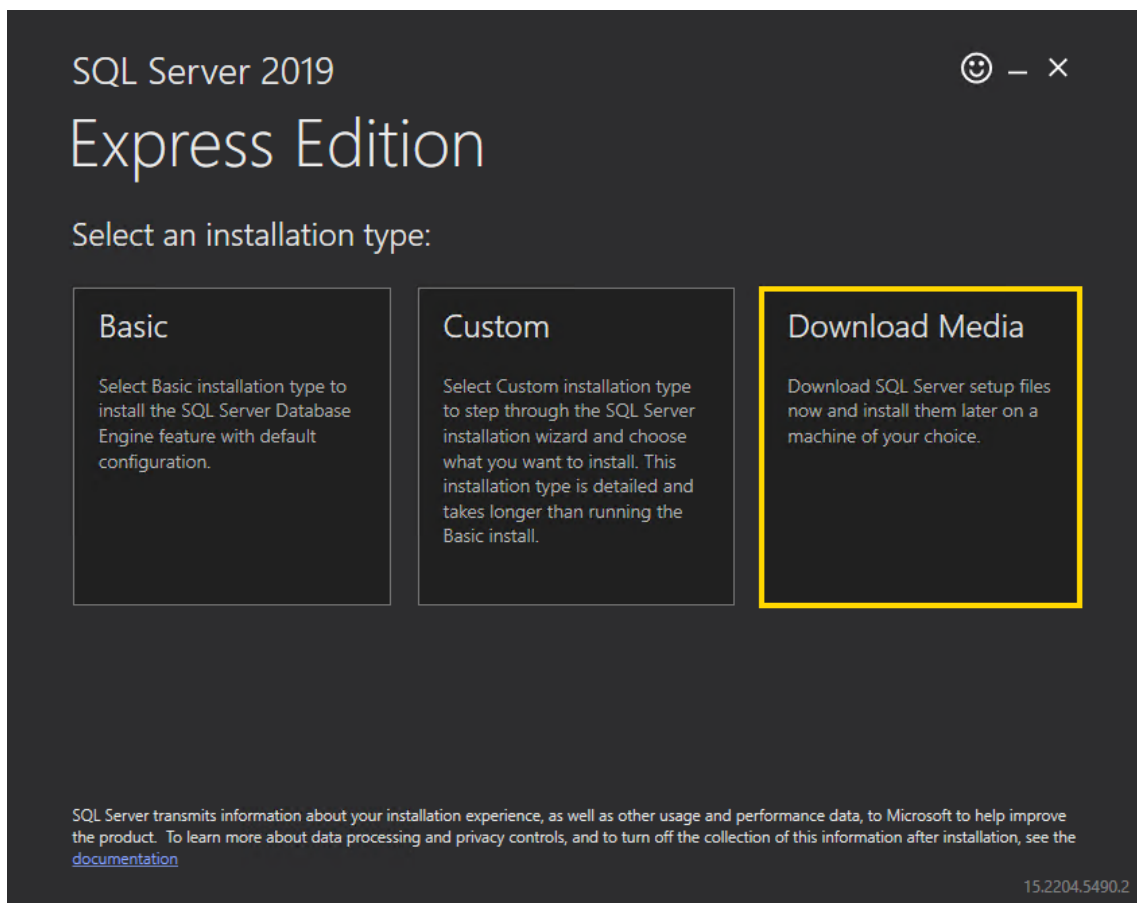 SQL Server 2019
Express Edition
Select an installation type:
Basic
Select Basic installation type to
install the SQL Server Database
Engine feature with default
configuration.
Custom
Select Custom installation type
to step through the SQL Server
installation wizard and choose
what you want to install. This
installation type is detailed and
takes longer than running the
Basic install.
Download Media
Download SQL Server setup files
now and install them later on a
machine of your choice.
SQL Server transmits information about your installation experience, as well as other usage and performance data, to Microsoft to help improve
the product.  To learn more about data processing and privacy controls, and to turn off the collection of this information after installation, see the
documentation
15.2204.5490.2